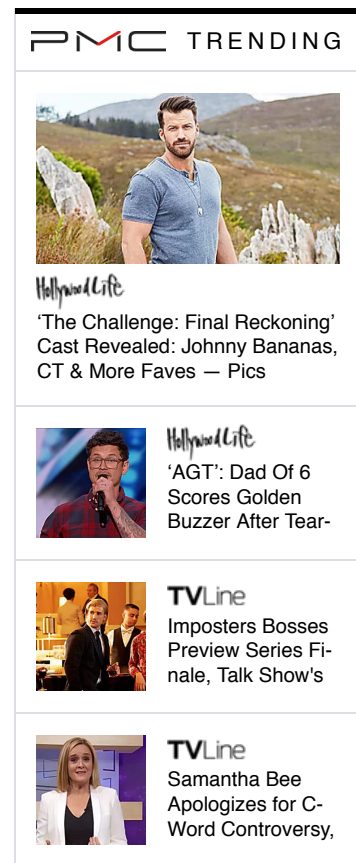 PMC TRENDING
HollywoodLife
‘The Challenge: Final Reckoning’
Cast Revealed: Johnny Bananas,
CT & More Faves — Pics
HollywoodLife
‘AGT’: Dad Of 6
Scores Golden
Buzzer After Tear-
TVLine
Imposters Bosses
Preview Series Fi-
nale, Talk Show's
TVLine
Samantha Bee
Apologizes for C-
Word Controversy,